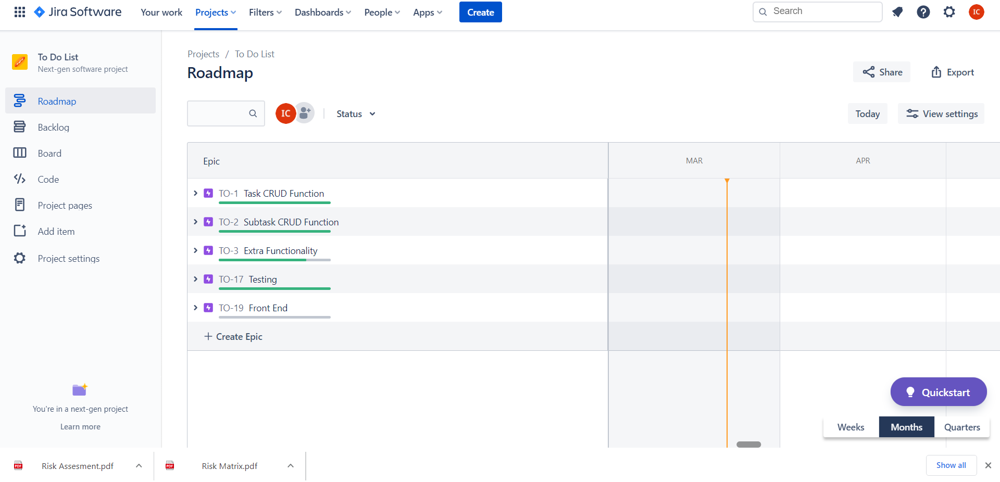 Jira Software Your work Projects Filters Dashboards People Apps Create Search IC
To Do List
Next-gen software project
Roadmap
Backlog
Board
Code
Project pages
Add item
Project settings
You're in a next-gen project
Learn more
Projects / To Do List
Roadmap
Share Export
IC Status Today View settings
Epic MAR APR
TO-1 Task CRUD Function
TO-2 Subtask CRUD Function
TO-3 Extra Functionality
TO-17 Testing
TO-19 Front End
+ Create Epic
Quickstart
Weeks Months Quarters
PDF Risk Assesment.pdf PDF Risk Matrix.pdf Show all